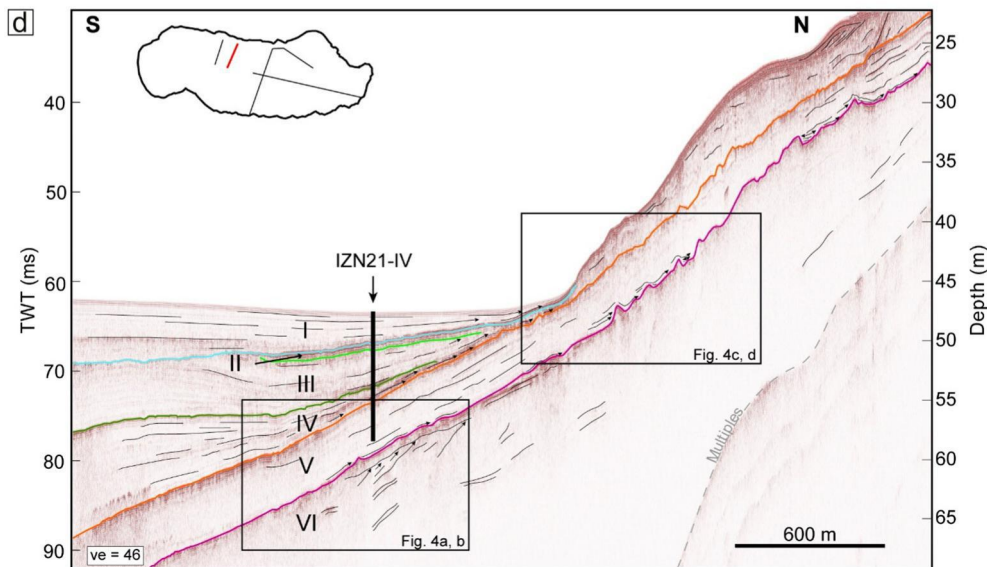 d
S
N
25
30
35
40
45
50
55
60
65
Depth (m)
40
50
60
70
80
90
TWT (ms)
IZN21-IV
I
II
III
IV
V
VI
Fig. 4c, d
Fig. 4a, b
Multiples
600 m
ve = 46